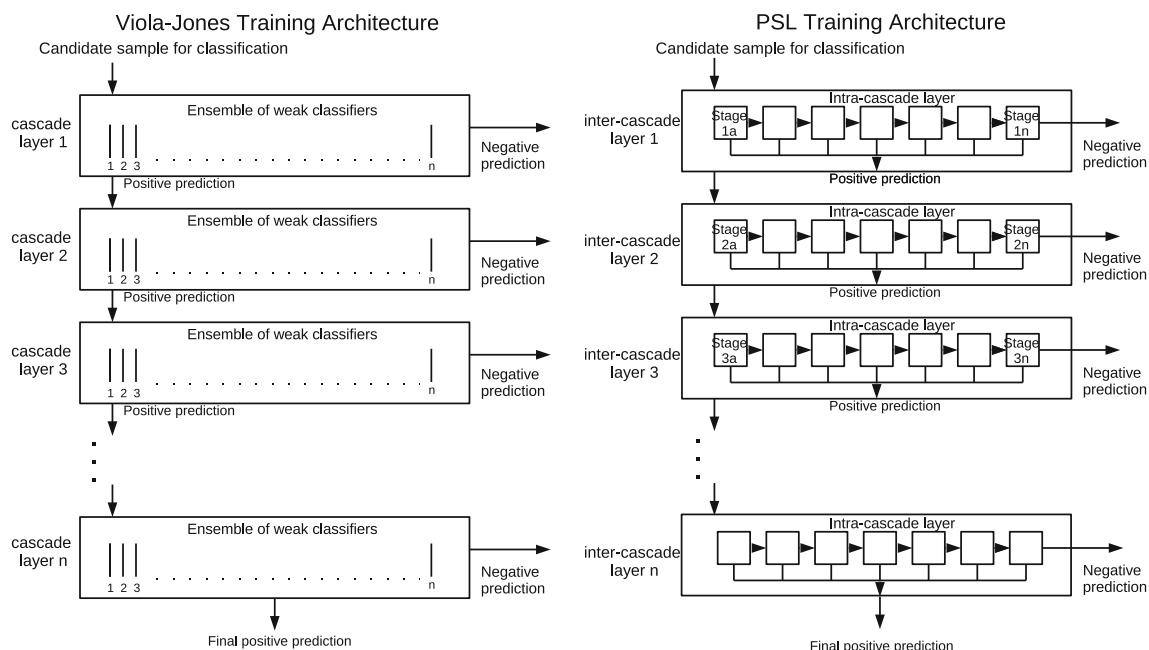 Viola-Jones Training Architecture
Candidate sample for classification
cascade
layer 1
Ensemble of weak classifiers
1 2 3 . . . . . . . . . . . . . . . . . . . . n
Negative
prediction
Positive prediction
cascade
layer 2
Ensemble of weak classifiers
1 2 3 . . . . . . . . . . . . . . . . . . . . n
Negative
prediction
Positive prediction
cascade
layer 3
Ensemble of weak classifiers
1 2 3 . . . . . . . . . . . . . . . . . . . . n
Negative
prediction
Positive prediction
cascade
layer n
Ensemble of weak classifiers
1 2 3 . . . . . . . . . . . . . . . . . . . . n
Negative
prediction
Final positive prediction
PSL Training Architecture
Candidate sample for classification
inter-cascade
layer 1
Intra-cascade layer
Stage
1a
Stage
1n
Negative
prediction
Positive prediction
inter-cascade
layer 2
Intra-cascade layer
Stage
2a
Stage
2n
Negative
prediction
Positive prediction
inter-cascade
layer 3
Intra-cascade layer
Stage
3a
Stage
3n
Negative
prediction
Positive prediction
inter-cascade
layer n
Intra-cascade layer
Negative
prediction
Final positive prediction